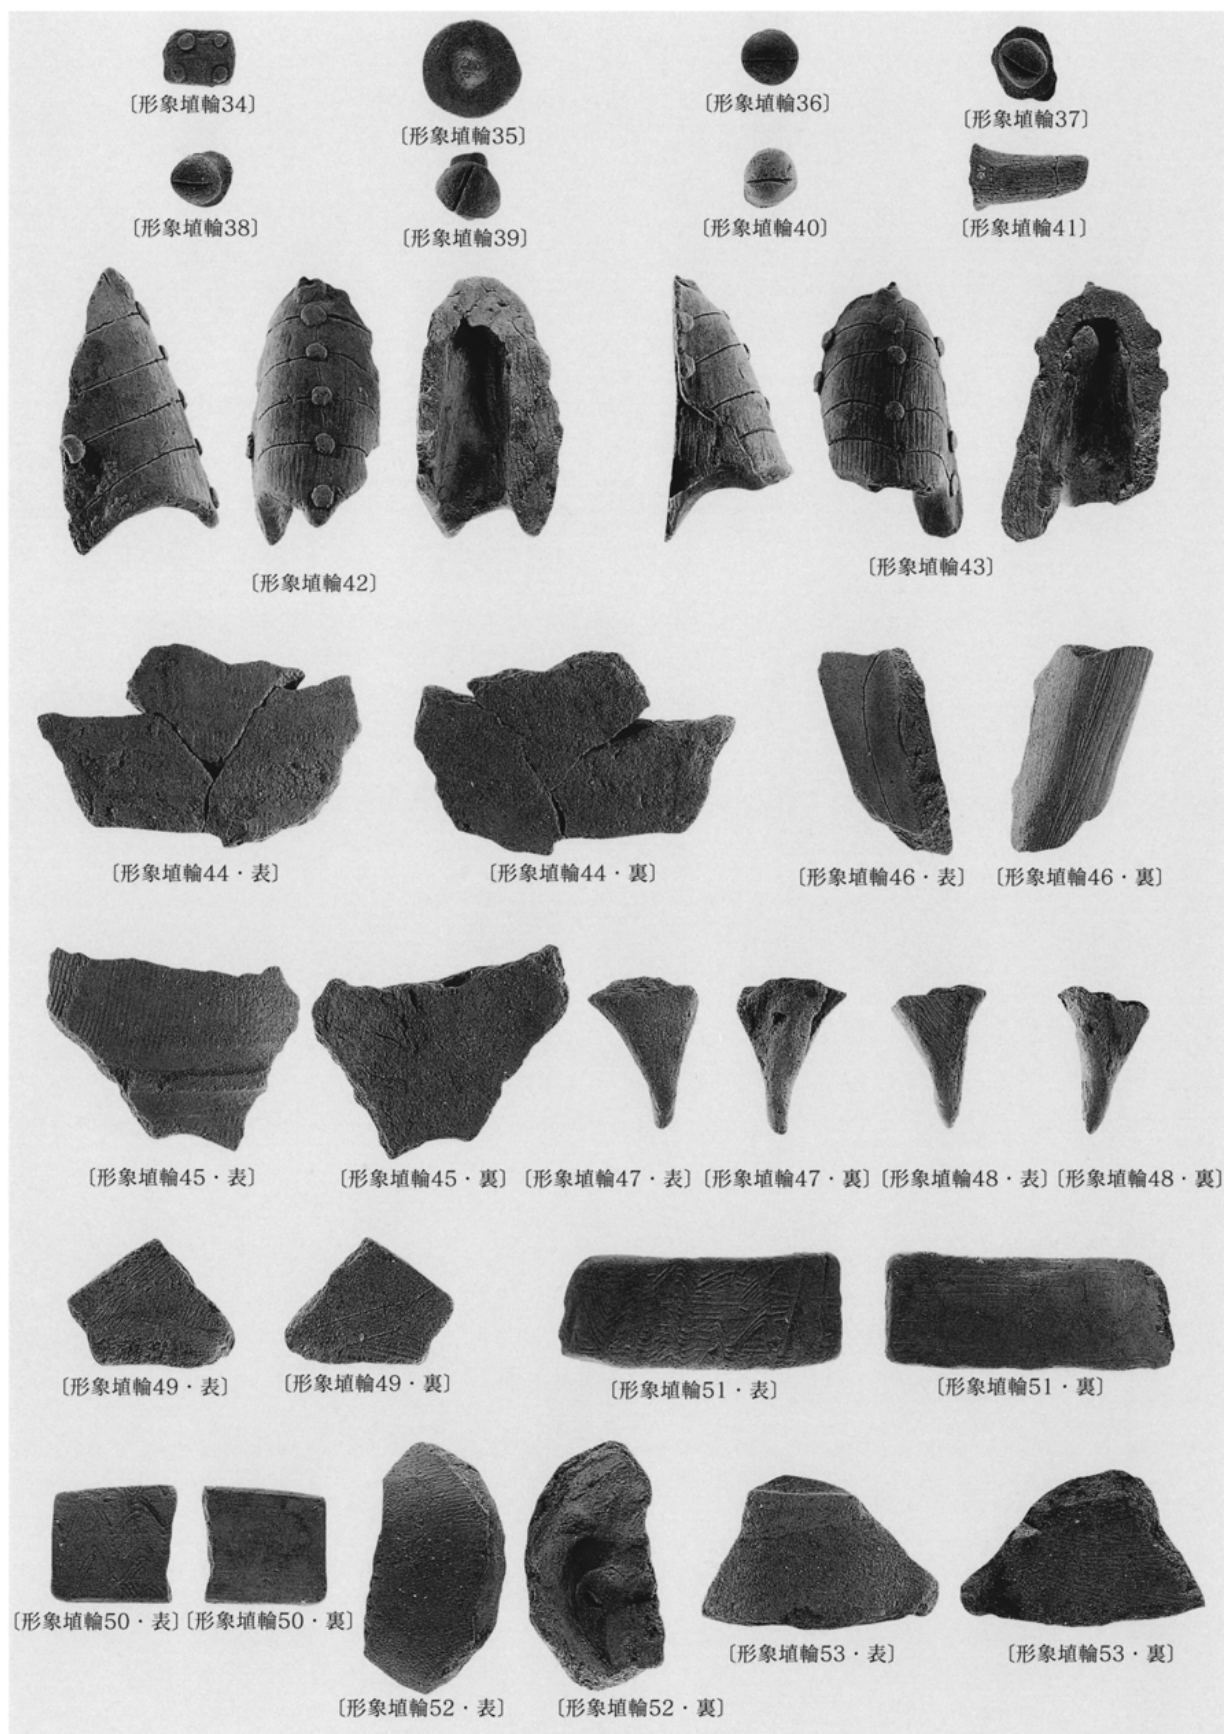 〔形象埴輪34〕
〔形象埴輪35〕
〔形象埴輪36〕
〔形象埴輪37〕
〔形象埴輪38〕
〔形象埴輪39〕
〔形象埴輪40〕
〔形象埴輪41〕
〔形象埴輪42〕
〔形象埴輪43〕
〔形象埴輪44・表〕
〔形象埴輪44・裏〕
〔形象埴輪46・表〕
〔形象埴輪46・裏〕
〔形象埴輪45・表〕
〔形象埴輪45・裏〕
〔形象埴輪47・表〕
〔形象埴輪47・裏〕
〔形象埴輪48・表〕
〔形象埴輪48・裏〕
〔形象埴輪49・表〕
〔形象埴輪49・裏〕
〔形象埴輪51・表〕
〔形象埴輪51・裏〕
〔形象埴輪50・表〕
〔形象埴輪50・裏〕
〔形象埴輪52・表〕
〔形象埴輪52・裏〕
〔形象埴輪53・表〕
〔形象埴輪53・裏〕